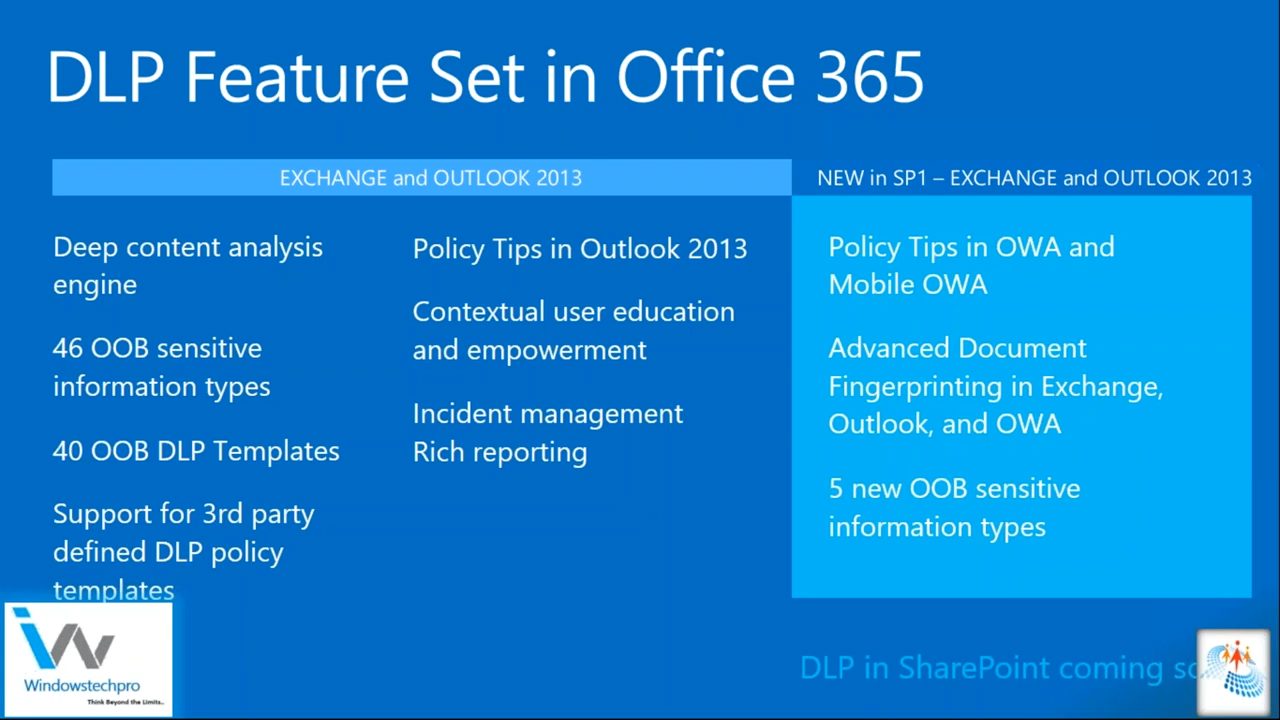 DLP Feature Set in Office 365
EXCHANGE and OUTLOOK 2013
Deep content analysis
engine
46 OOB sensitive
information types
40 OOB DLP Templates
Support for 3rd party
defined DLP policy
templates
Policy Tips in Outlook 2013
Contextual user education
and empowerment
Incident management
Rich reporting
NEW in SP1 – EXCHANGE and OUTLOOK 2013
Policy Tips in OWA and
Mobile OWA
Advanced Document
Fingerprinting in Exchange,
Outlook, and OWA
5 new OOB sensitive
information types
DLP in SharePoint coming
Windowstechpro
Think Beyond the Limits..